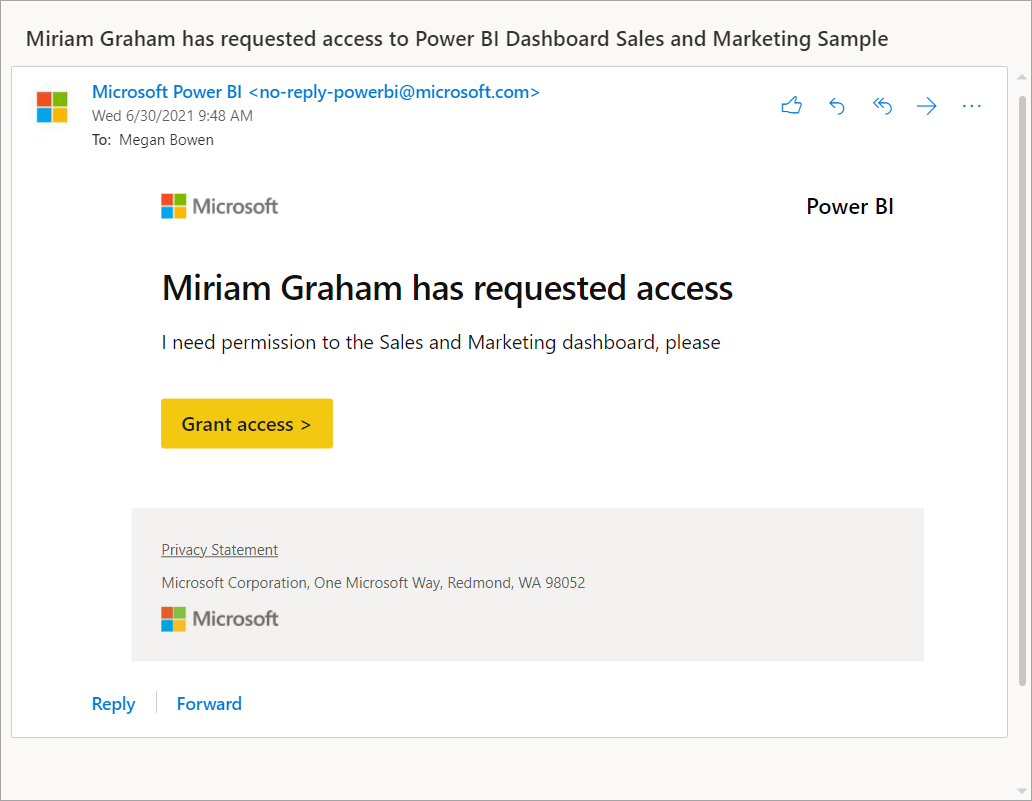 Miriam Graham has requested access to Power BI Dashboard Sales and Marketing Sample
Microsoft Power BI <no-reply-powerbi@microsoft.com>
Wed 6/30/2021 9:48 AM
To: Megan Bowen
Microsoft
Power BI
Miriam Graham has requested access
I need permission to the Sales and Marketing dashboard, please
Grant access >
Privacy Statement
Microsoft Corporation, One Microsoft Way, Redmond, WA 98052
Microsoft
Reply
Forward